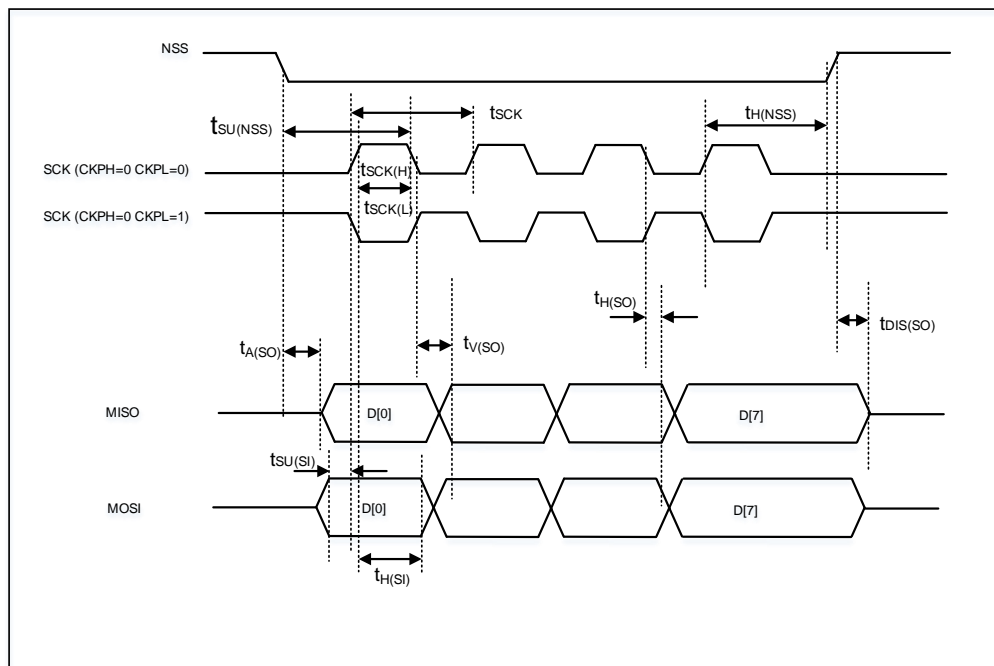 NSS
tSCK
tH(NSS)
tSU(NSS)
SCK (CKPH=0 CKPL=0)
tSCK(H)
tSCK(L)
SCK (CKPH=0 CKPL=1)
tH(SO)
tDIS(SO)
tV(SO)
tA(SO)
MISO
D[0]
D[7]
tSU(SI)
MOSI
D[0]
D[7]
tH(SI)